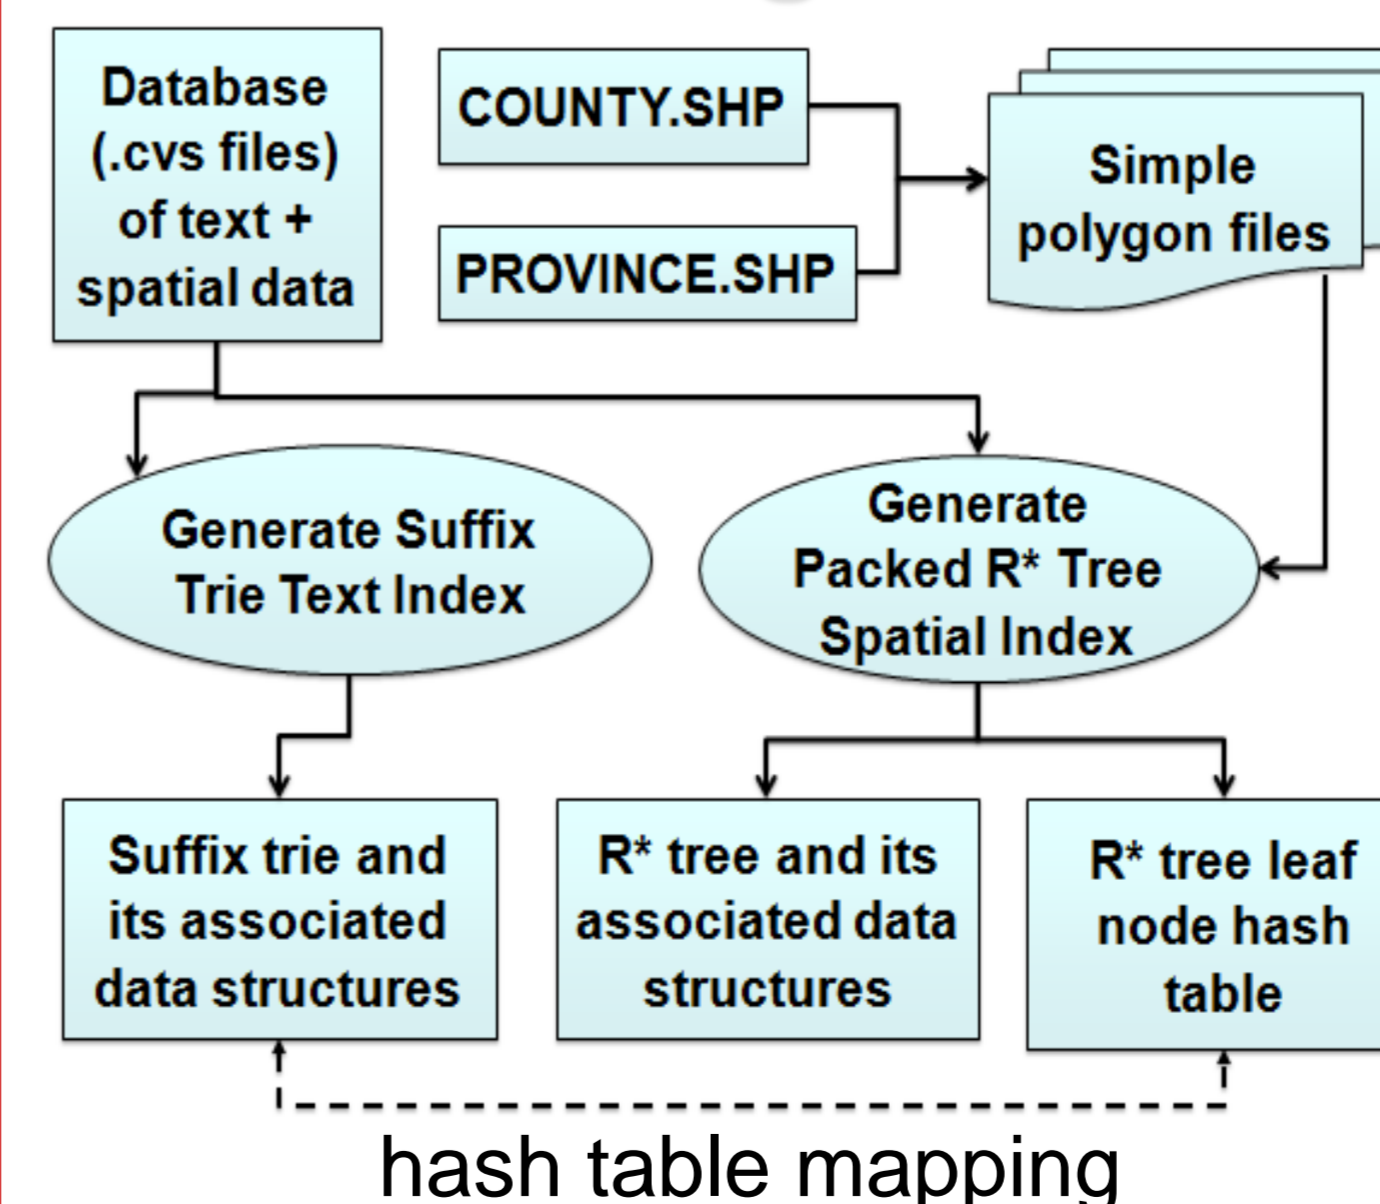 Database
(.cvs files)
of text +
spatial data
COUNTY.SHP
PROVINCE.SHP
Simple
polygon files
Generate Suffix
Trie Text Index
Generate
Packed R* Tree
Spatial Index
Suffix trie and
its associated
data structures
R* tree and its
associated data
structures
R* tree leaf
node hash
table
hash table mapping